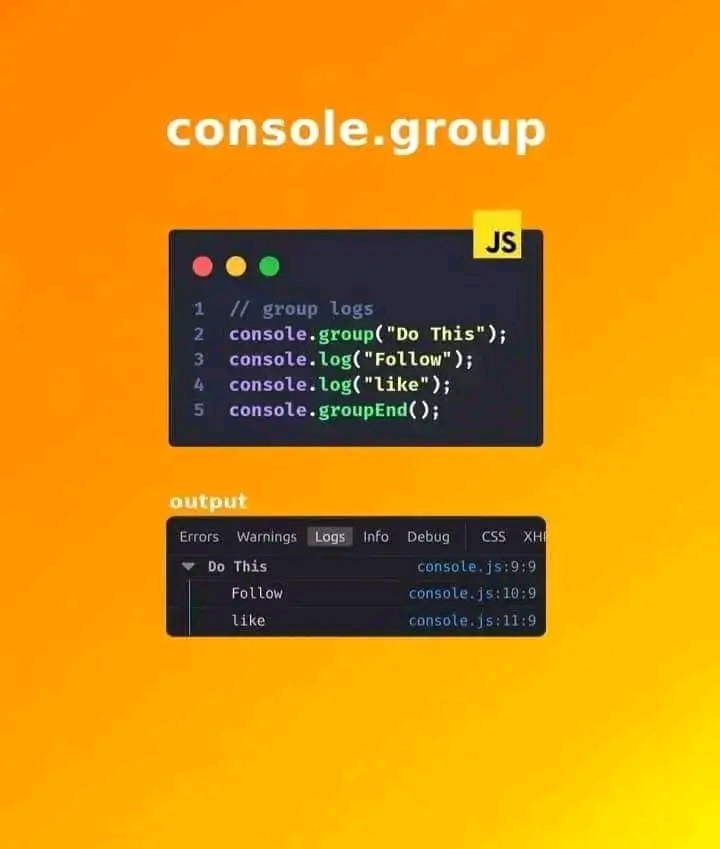 console.group
JS
1 // group logs
2 console.group("Do This");
3 console.log("Follow");
4 console.log("like");
5 console.groupEnd();
output
Errors Warnings Logs Info Debug CSS XH
Do This console.js:9:9
Follow console.js:10:9
like console.js:11:9